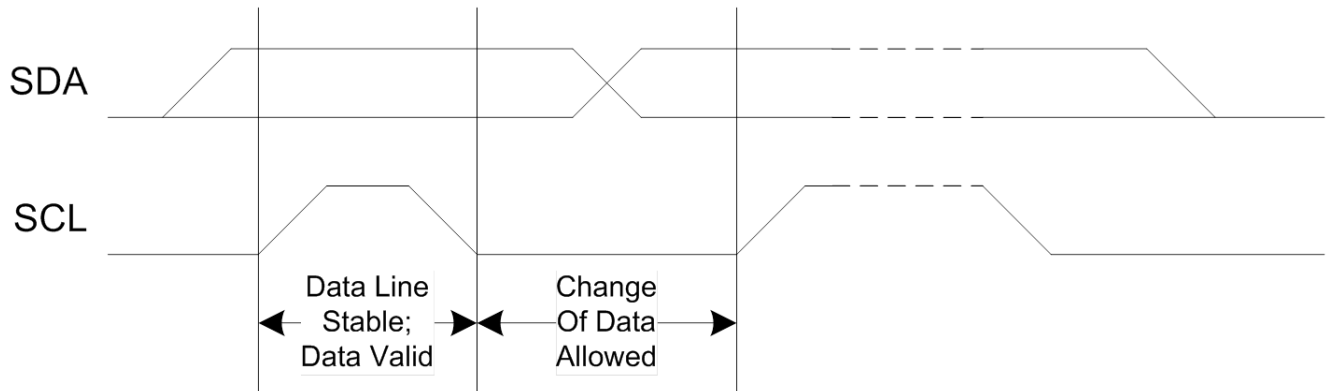 SDA
SCL
Data Line
Stable;
Data Valid
Change
Of Data
Allowed